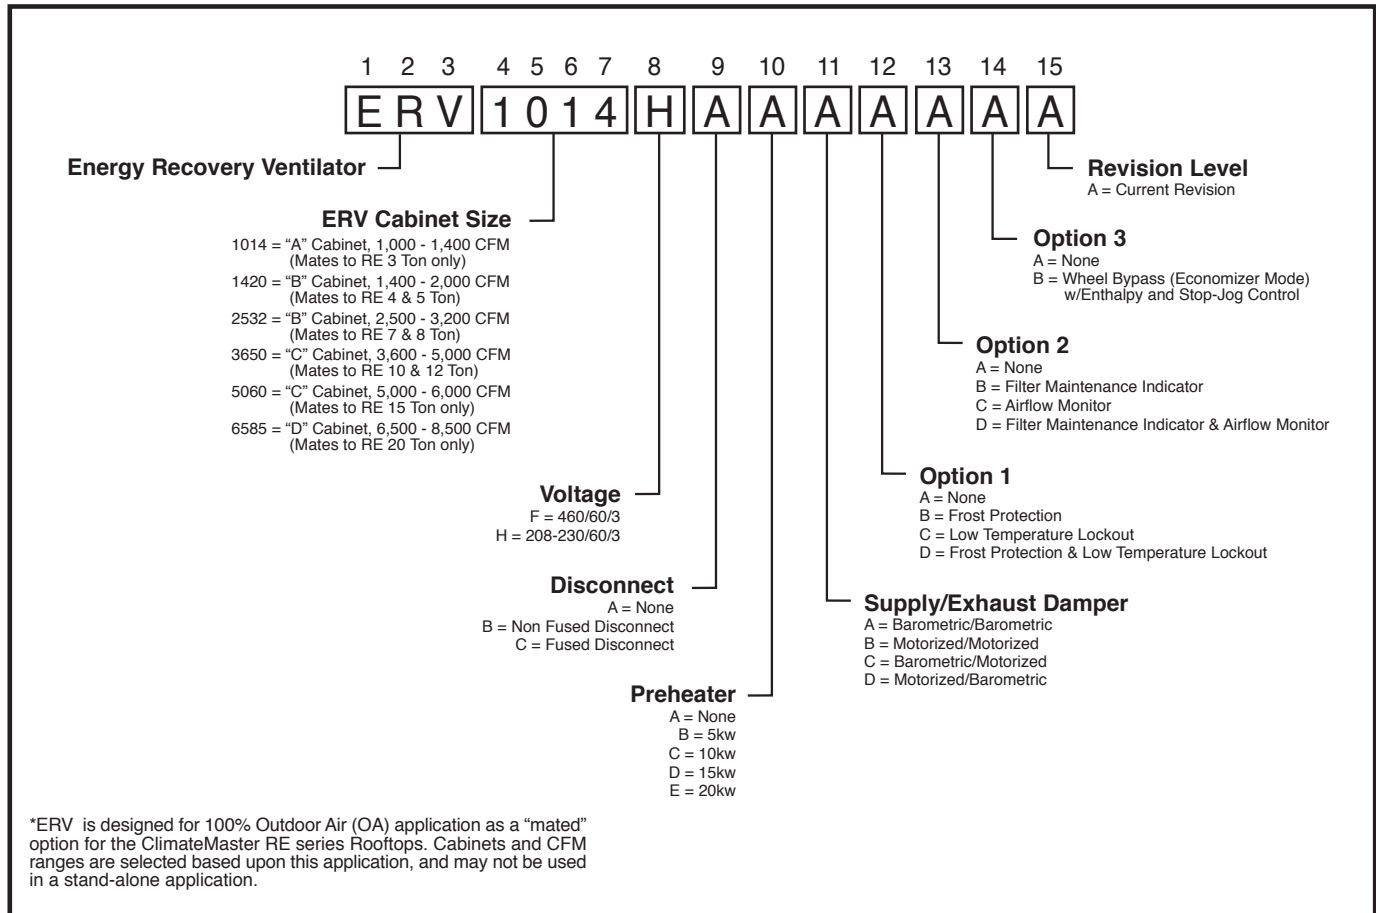 1 2 3 4 5 6 7 8 9 10 11 12 13 14 15
E R V 1 0 1 4 H A A A A A A A
Energy Recovery Ventilator
ERV Cabinet Size
1014 = “A” Cabinet, 1,000 - 1,400 CFM
(Mates to RE 3 Ton only)
1420 = “B” Cabinet, 1,400 - 2,000 CFM
(Mates to RE 4 & 5 Ton)
2532 = “B” Cabinet, 2,500 - 3,200 CFM
(Mates to RE 7 & 8 Ton)
3650 = “C” Cabinet, 3,600 - 5,000 CFM
(Mates to RE 10 & 12 Ton)
5060 = “C” Cabinet, 5,000 - 6,000 CFM
(Mates to RE 15 Ton only)
6585 = “D” Cabinet, 6,500 - 8,500 CFM
(Mates to RE 20 Ton only)
Voltage
F = 460/60/3
H = 208-230/60/3
Disconnect
A = None
B = Non Fused Disconnect
C = Fused Disconnect
Preheater
A = None
B = 5kw
C = 10kw
D = 15kw
E = 20kw
Revision Level
A = Current Revision
Option 3
A = None
B = Wheel Bypass (Economizer Mode)
w/Enthalpy and Stop-Jog Control
Option 2
A = None
B = Filter Maintenance Indicator
C = Airflow Monitor
D = Filter Maintenance Indicator & Airflow Monitor
Option 1
A = None
B = Frost Protection
C = Low Temperature Lockout
D = Frost Protection & Low Temperature Lockout
Supply/Exhaust Damper
A = Barometric/Barometric
B = Motorized/Motorized
C = Barometric/Motorized
D = Motorized/Barometric
*ERV is designed for 100% Outdoor Air (OA) application as a “mated”
option for the ClimateMaster RE series Rooftops. Cabinets and CFM
ranges are selected based upon this application, and may not be used
in a stand-alone application.